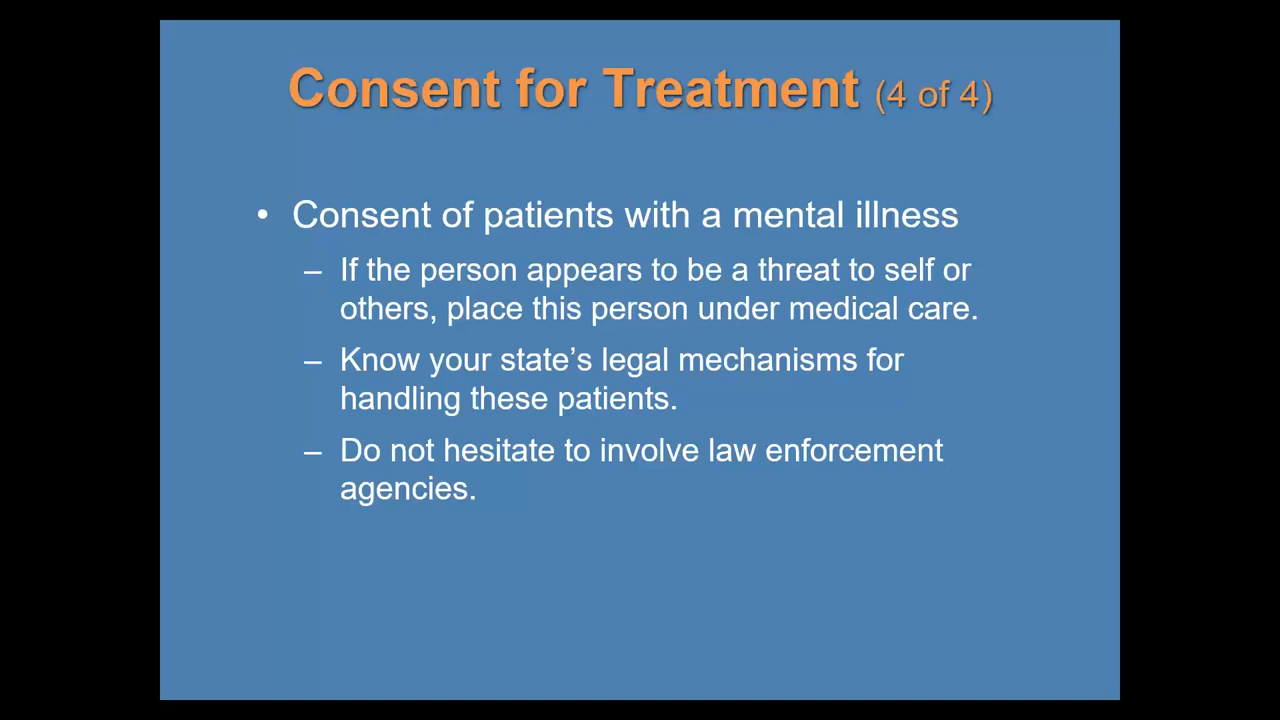 Consent for Treatment (4 of 4)
• Consent of patients with a mental illness
– If the person appears to be a threat to self or
others, place this person under medical care.
– Know your state’s legal mechanisms for
handling these patients.
– Do not hesitate to involve law enforcement
agencies.